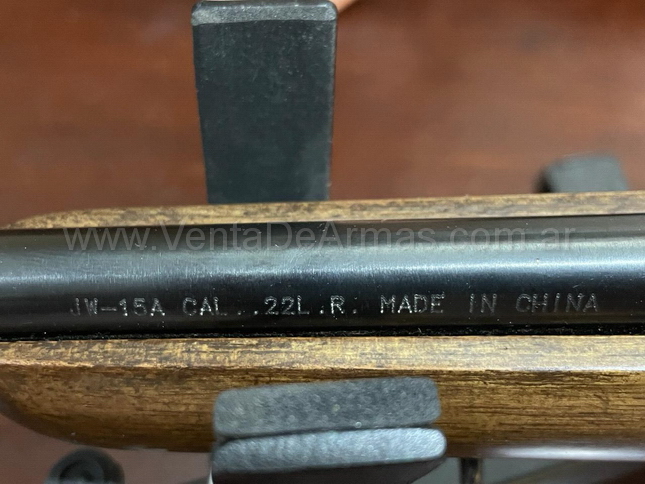 www.VentaDeArmas.com.ar
JW-15A CAL..22L.R. MADE IN CHINA